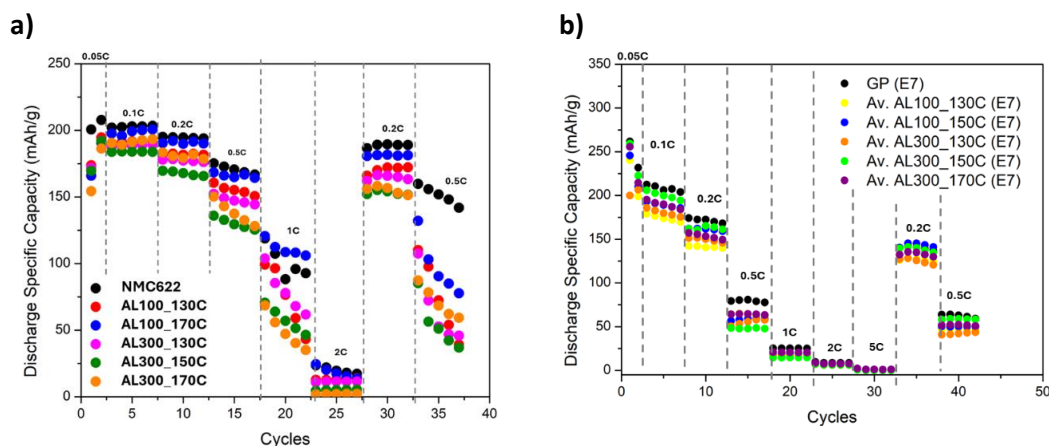 a)
0.05C
0.1C
0.2C
0.5C
1C
2C
0.2C
0.5C
250
200
150
100
50
0
0 5 10 15 20 25 30 35 40
Discharge Specific Capacity (mAh/g)
Cycles
NMC622
AL100_130C
AL100_170C
AL300_130C
AL300_150C
AL300_170C
b)
0.05C
0.1C
0.2C
0.5C
1C
2C
5C
0.2C
0.5C
350
300
250
200
150
100
50
0
0 10 20 30 40 50
Discharge Specific Capacity (mAh/g)
Cycles
GP (E7)
Av. AL100_130C (E7)
Av. AL100_150C (E7)
Av. AL300_130C (E7)
Av. AL300_150C (E7)
Av. AL300_170C (E7)